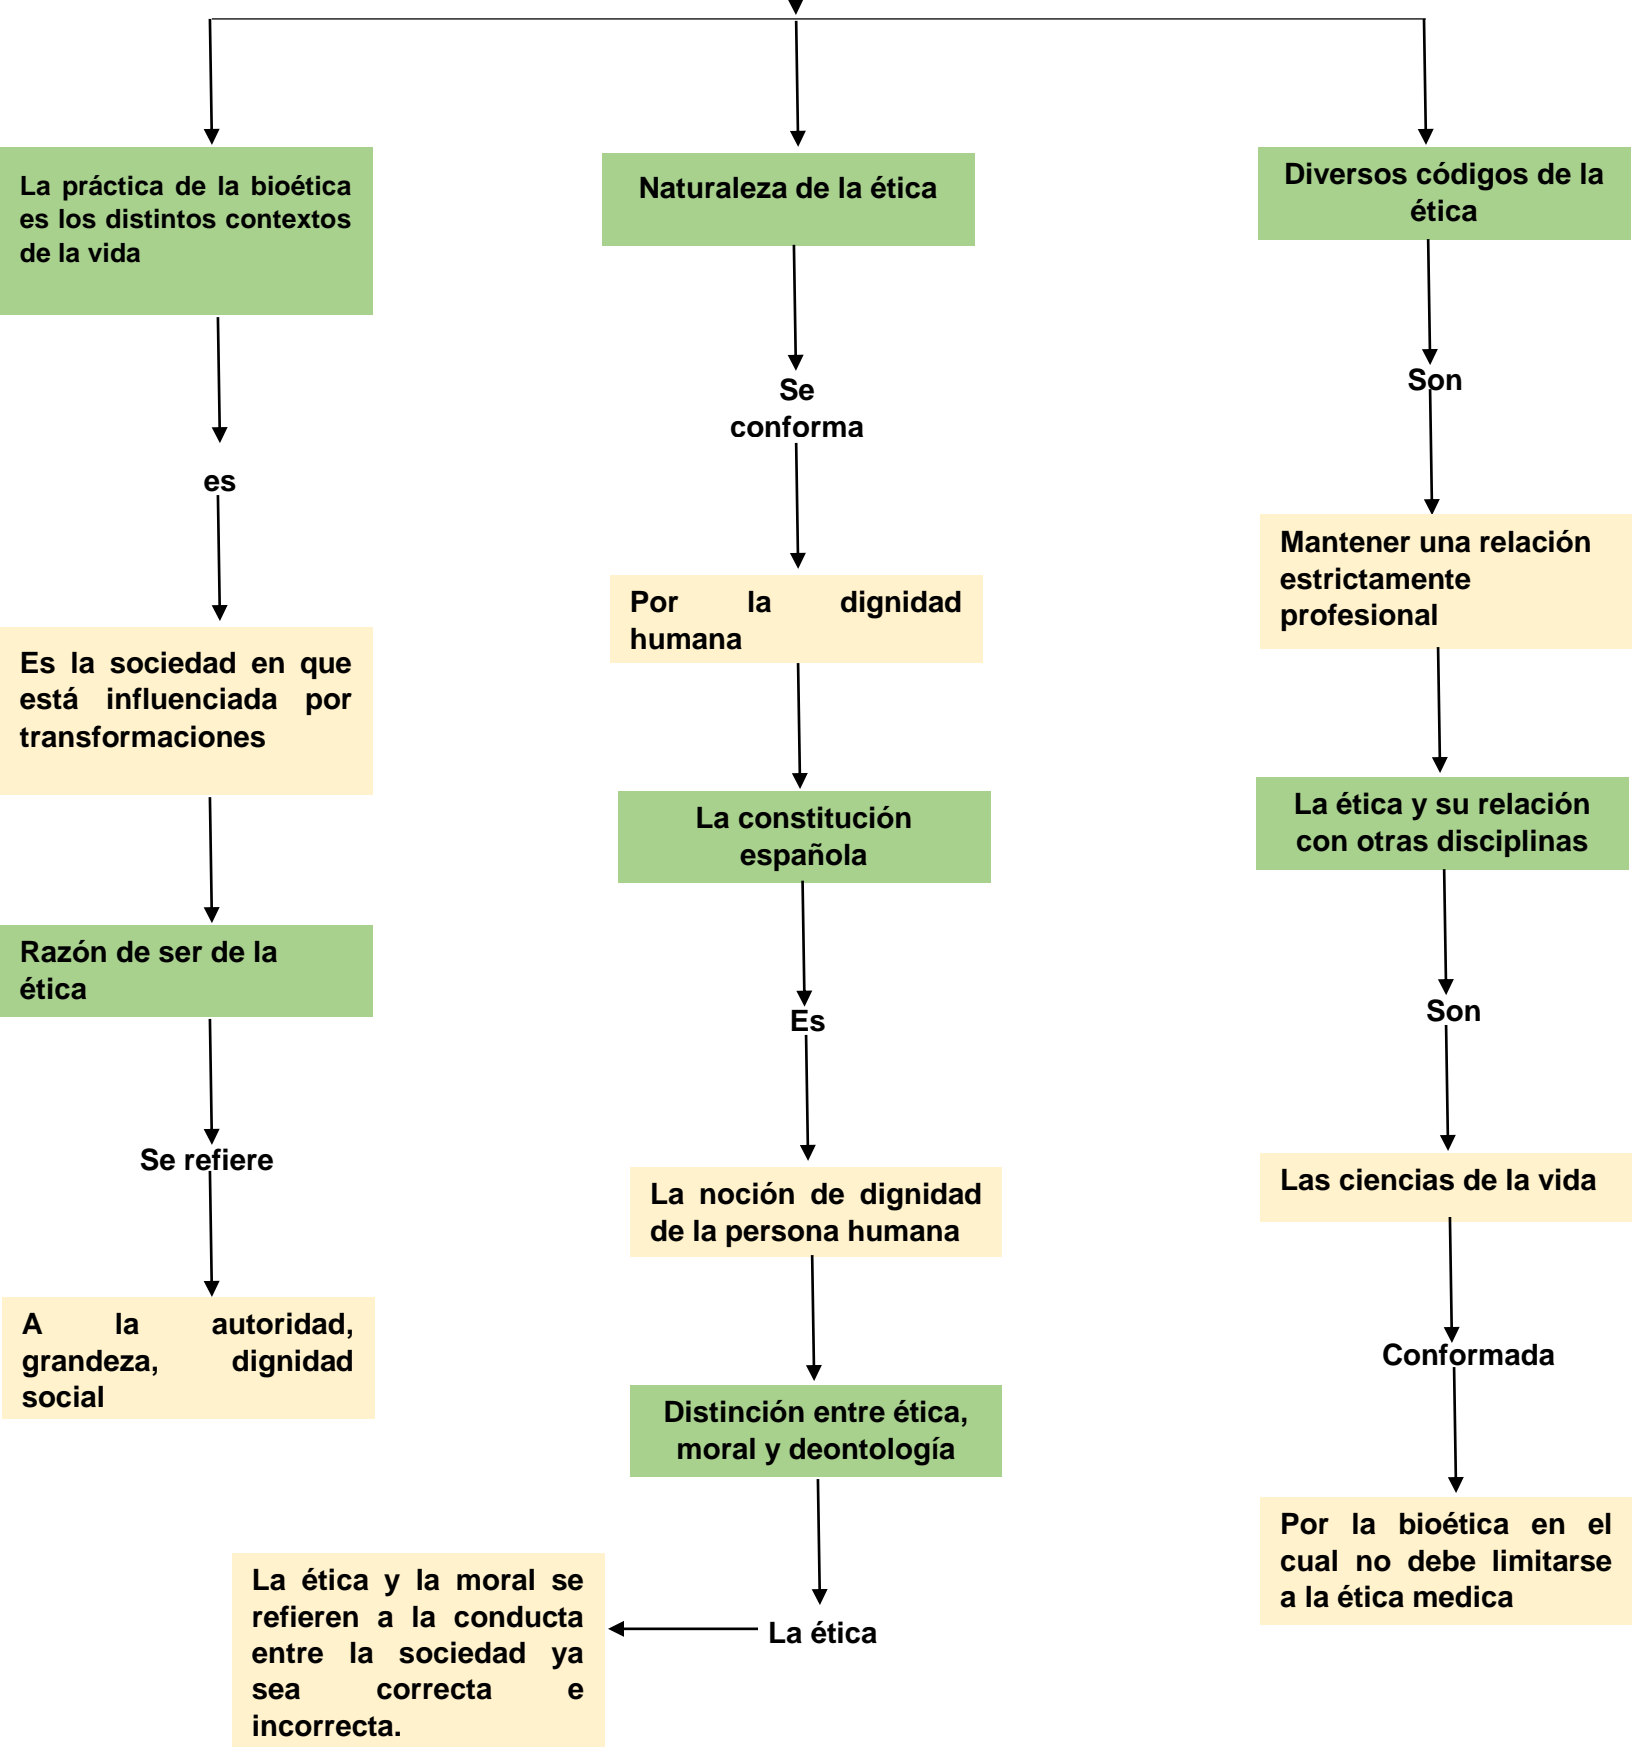 La práctica de la bioética
es los distintos contextos
de la vida
es
Es la sociedad en que
está influenciada por
transformaciones
Razón de ser de la
ética
Se refiere
A la autoridad,
grandeza, dignidad
social
Naturaleza de la ética
Se
conforma
Por la dignidad
humana
La constitución
española
Es
La noción de dignidad
de la persona humana
Distinción entre ética,
moral y deontología
La ética
La ética y la moral se
refieren a la conducta
entre la sociedad ya
sea correcta e
incorrecta.
Diversos códigos de la
ética
Son
Mantener una relación
estrictamente
profesional
La ética y su relación
con otras disciplinas
Son
Las ciencias de la vida
Conformada
Por la bioética en el
cual no debe limitarse
a la ética medica